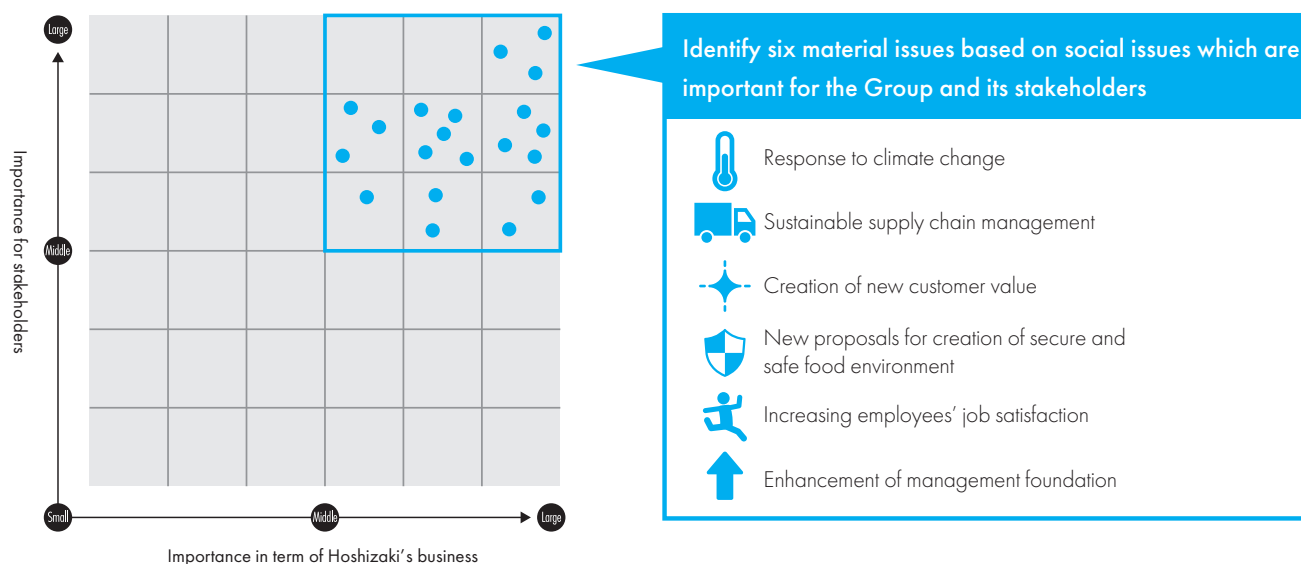 Large
Middle
Small
Middle
Large
Importance for stakeholders
Importance in term of Hoshizaki's business
Identify six material issues based on social issues which are
important for the Group and its stakeholders
Response to climate change
Sustainable supply chain management
Creation of new customer value
New proposals for creation of secure and
safe food environment
Increasing employees' job satisfaction
Enhancement of management foundation